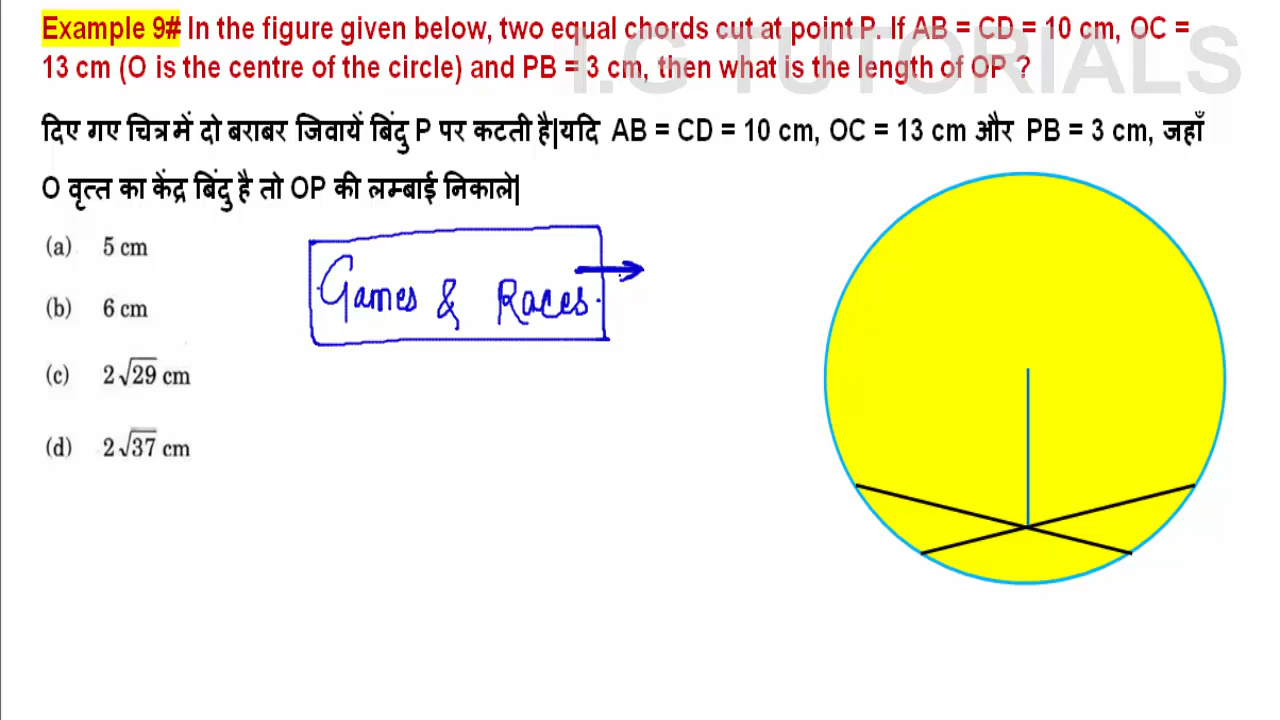 Example 9# In the figure given below, two equal chords cut at point P. If AB = CD = 10 cm, OC =
13 cm (O is the centre of the circle) and PB = 3 cm, then what is the length of OP ?
I.G TUTORIALS
दिए गए चित्र में दो बराबर जिवायें बिंदु P पर कटती है|यदि AB = CD = 10 cm, OC = 13 cm और PB = 3 cm, जहाँ
O वृत्त का केंद्र बिंदु है तो OP की लम्बाई निकाले|
(a) 5 cm
Games & Races.
(b) 6 cm
(c) 2√29 cm
(d) 2√37 cm